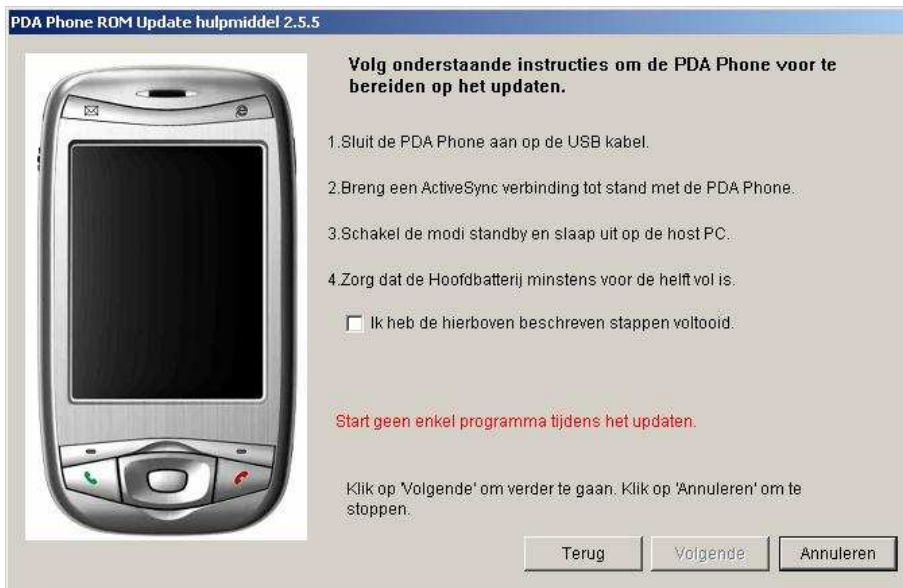 PDA Phone ROM Update hulpmiddel 2.5.5
Volg onderstaande instructies om de PDA Phone voor te
bereiden op het updaten.
1.Sluit de PDA Phone aan op de USB kabel.
2.Breng een ActiveSync verbinding tot stand met de PDA Phone.
3.Schakel de modi standby en slaap uit op de host PC.
4.Zorg dat de Hoofdbatterij minstens voor de helft vol is.
Ik heb de hierboven beschreven stappen voltooid.
Start geen enkel programma tijdens het updaten.
Klik op 'Volgende' om verder te gaan. Klik op 'Annuleren' om te
stoppen.
Terug Volgende Annuleren